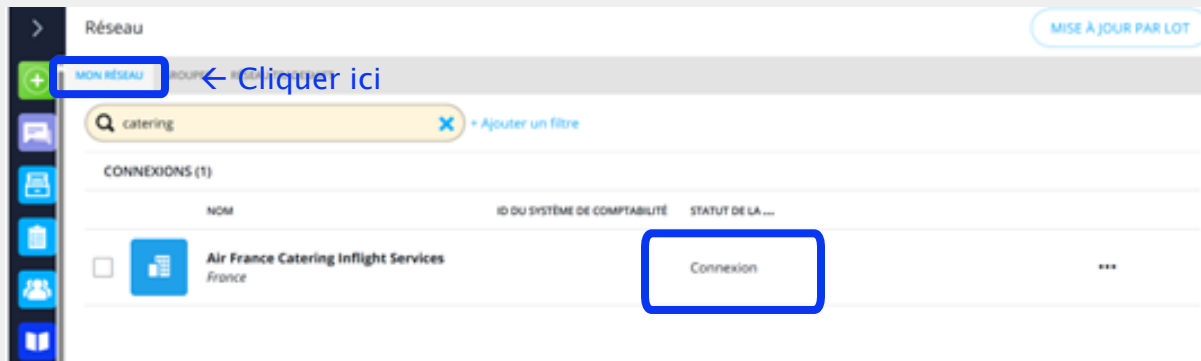 Réseau
MISE À JOUR PAR LOT
MON RÉSEAU
← Cliquer ici
catering
+ Ajouter un filtre
CONNEXIONS (1)
NOM
ID DU SYSTÈME DE COMPTABILITÉ
STATUT DE LA ...
Air France Catering Inflight Services
France
Connexion